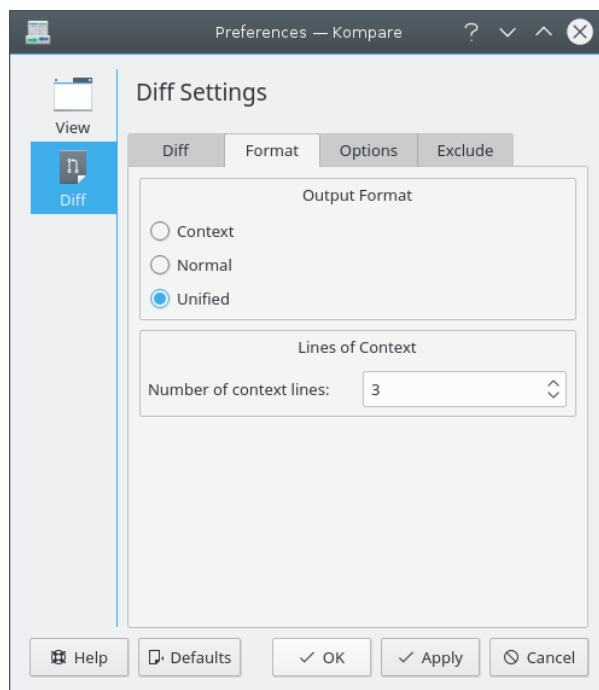 Preferences — Kompare
View
Diff
Diff Settings
Diff Format Options Exclude
Output Format
Context
Normal
Unified
Lines of Context
Number of context lines: 3
Help Defaults OK Apply Cancel